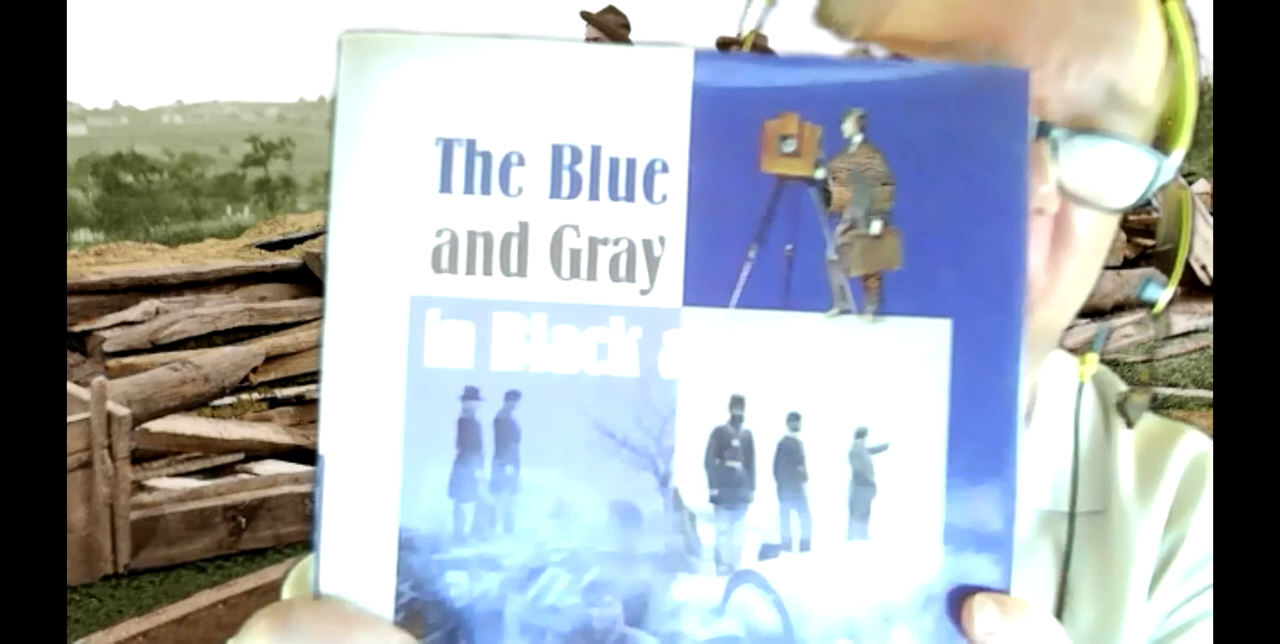 The Blue
and Gray
in Black a